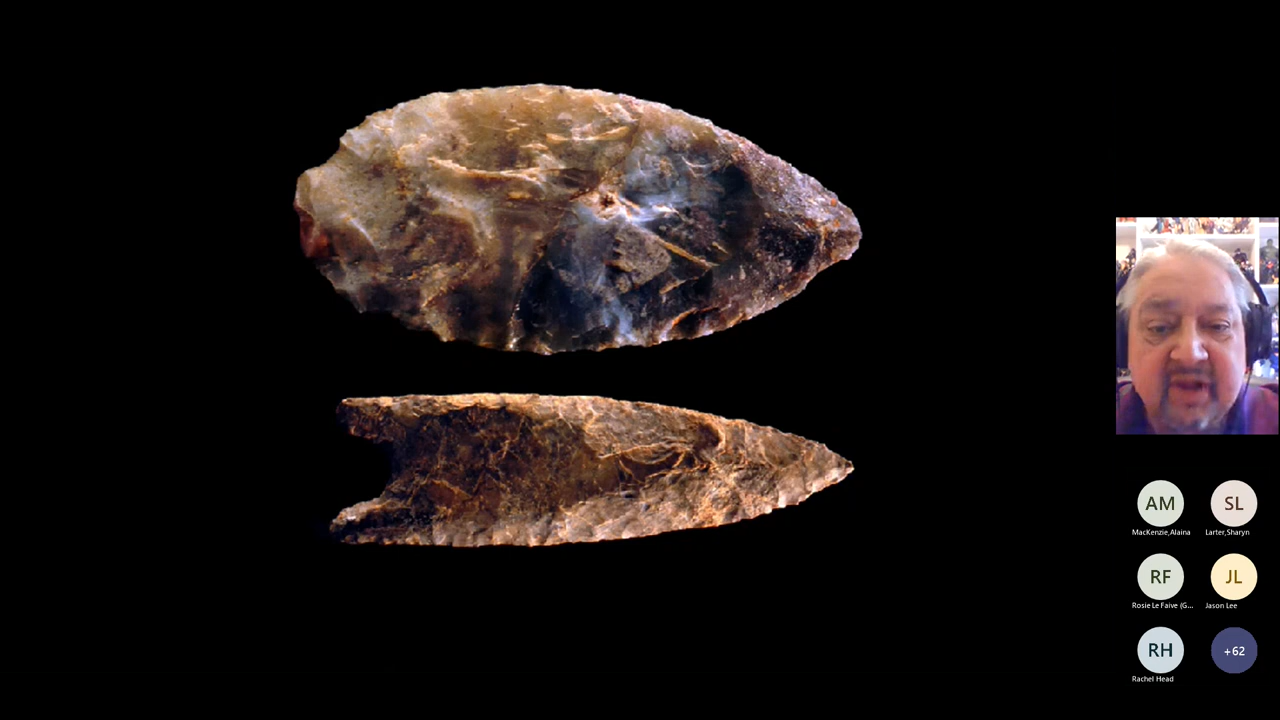 AM
SL
MacKenzie,Alaina
Larter,Sharyn
RF
JL
Rosie Le Faive (G...
Jason Lee
RH
+62
Rachel Head